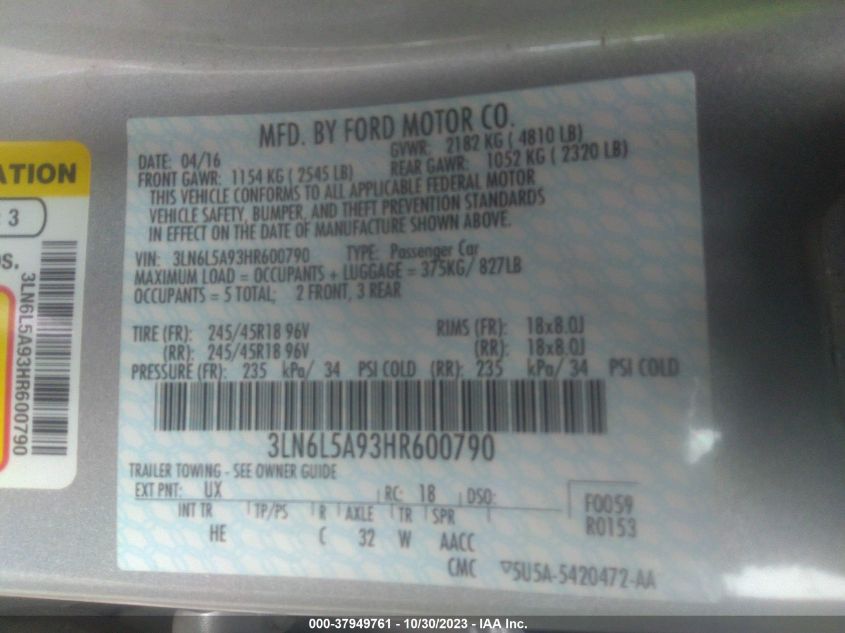 ATION
: 3
OS.
3LN6L5A93HR600790
MFD. BY FORD MOTOR CO.
DATE: 04/16 GVWR: 2182 KG ( 4810 LB)
FRONT GAWR: 1154 KG ( 2545 LB) REAR GAWR: 1052 KG ( 2320 LB)
THIS VEHICLE CONFORMS TO ALL APPLICABLE FEDERAL MOTOR
VEHICLE SAFETY, BUMPER, AND THEFT PREVENTION STANDARDS
IN EFFECT ON THE DATE OF MANUFACTURE SHOWN ABOVE.
VIN: 3LN6L5A93HR600790 TYPE: Passenger Car
MAXIMUM LOAD = OCCUPANTS + LUGGAGE = 375KG/ 827LB
OCCUPANTS = 5 TOTAL; 2 FRONT, 3 REAR
TIRE (FR): 245/45R18 96V RIMS (FR): 18x8.0J
(RR): 245/45R18 96V (RR): 18x8.0J
PRESSURE (FR): 235 kPa/ 34 PSI COLD (RR): 235 kPa/ 34 PSI COLD
3LN6L5A93HR600790
TRAILER TOWING - SEE OWNER GUIDE
EXT PNT: UX RC: 18 DSO:
INT TR TP/PS R AXLE TR SPR
HE C 32 W AACC
F0059
R0153
CMC ▽5U5A-5420472-AA
000-37949761 - 10/30/2023 - IAA Inc.